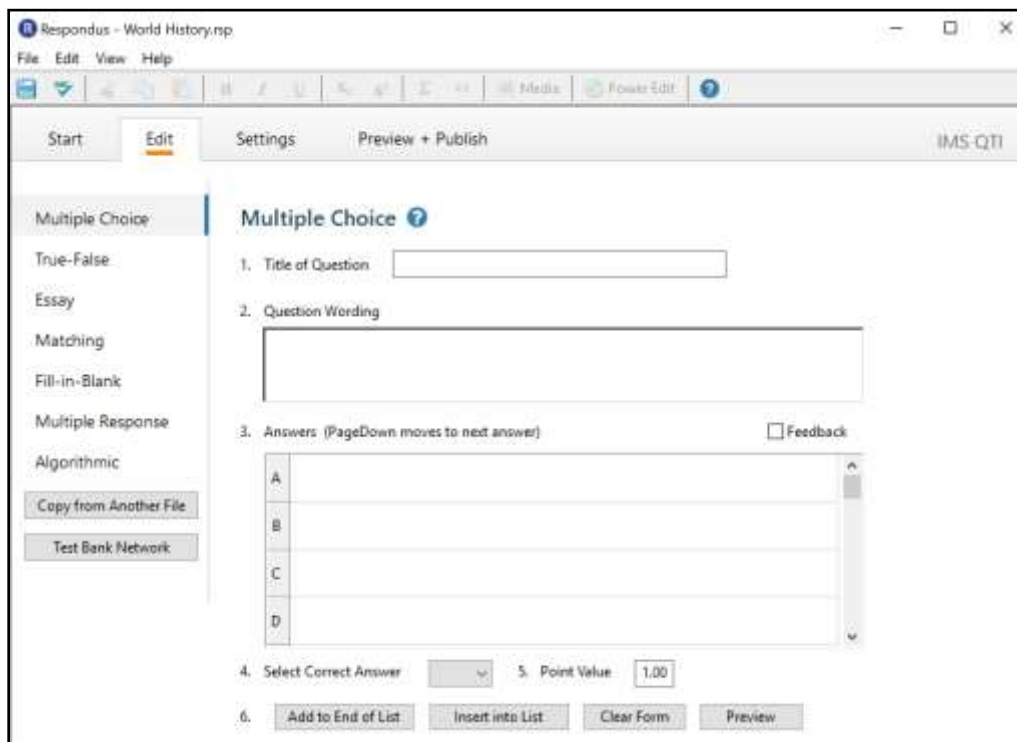 R Respondus - World History.rsp
File Edit View Help
B I U Media Power Edit ?
Start Edit Settings Preview + Publish IMS QTI
Multiple Choice
True-False
Essay
Matching
Fill-in-Blank
Multiple Response
Algorithmic
Copy from Another File
Test Bank Network
Multiple Choice ?
1. Title of Question
2. Question Wording
3. Answers (PageDown moves to next answer) Feedback
A
B
C
D
4. Select Correct Answer 5. Point Value 1.00
6. Add to End of List Insert into List Clear Form Preview